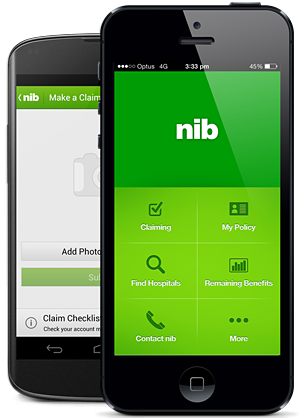 nib
Make a Claim
Add Photo
Su
Claim Checklis
Check your account m
Optus 4G 3:33 pm 45%
nib
Claiming
My Policy
Find Hospitals
Remaining Benefits
Contact nib
More